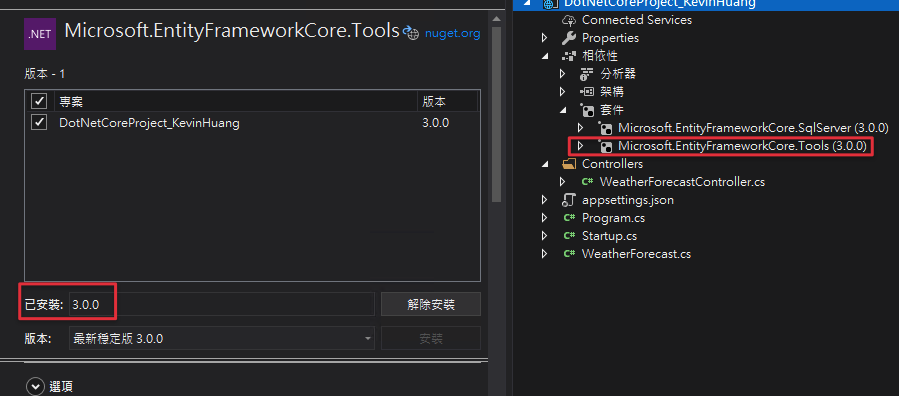 .NET
Microsoft.EntityFrameworkCore.Tools
nuget.org
版本 - 1
專案
版本
DotNetCoreProject_KevinHuang
3.0.0
已安裝:
3.0.0
解除安裝
版本:
最新穩定版 3.0.0
安裝
選項
DotNetCoreProject_KevinHuang
Connected Services
Properties
相依性
分析器
架構
套件
Microsoft.EntityFrameworkCore.SqlServer (3.0.0)
Microsoft.EntityFrameworkCore.Tools (3.0.0)
Controllers
C# WeatherForecastController.cs
appsettings.json
C# Program.cs
C# Startup.cs
C# WeatherForecast.cs